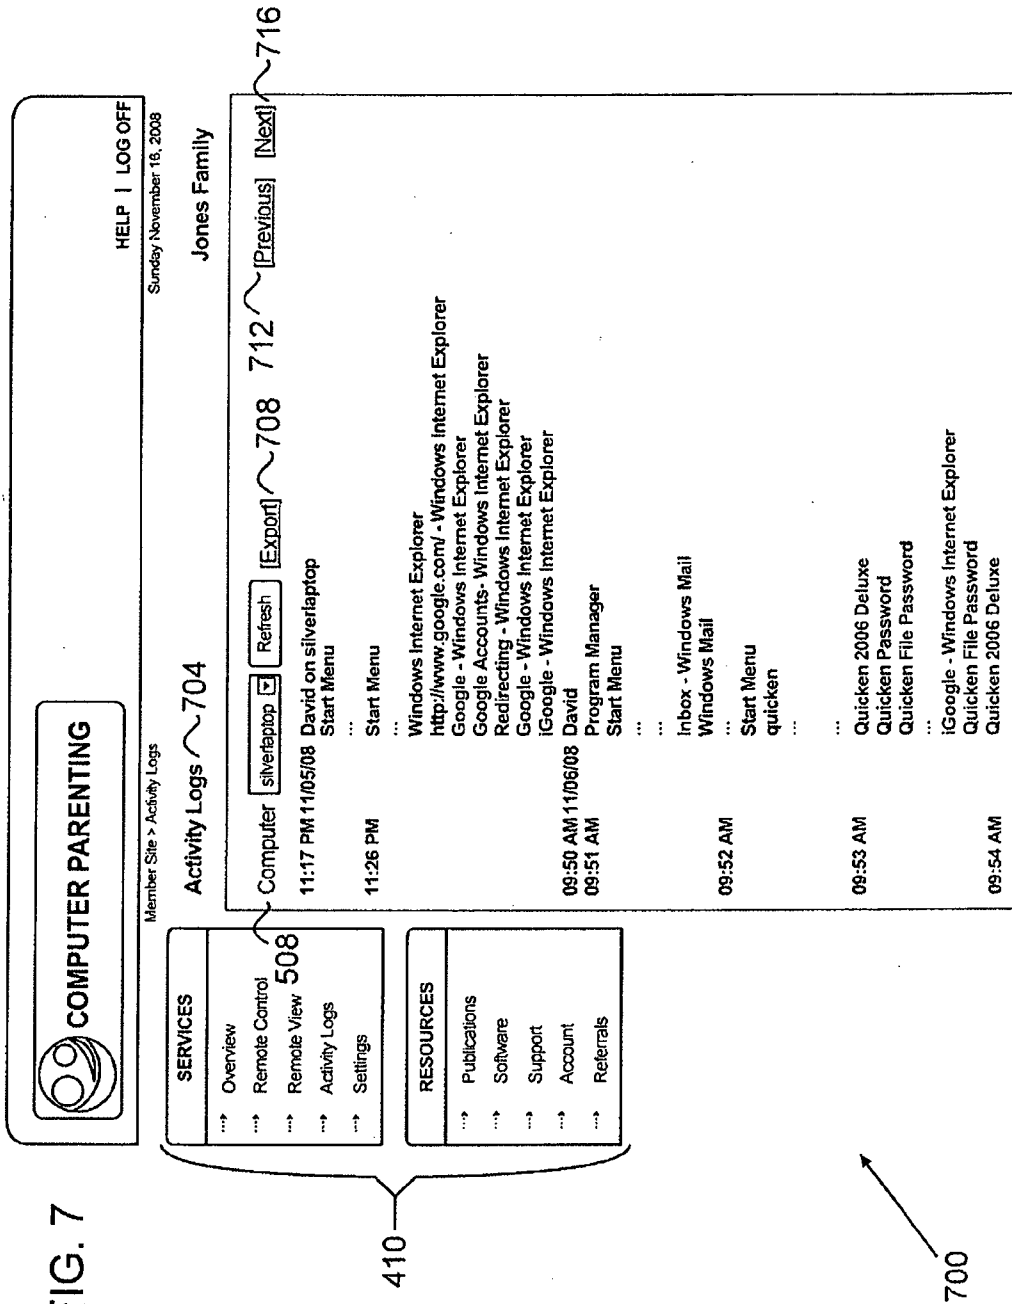 FIG. 7
COMPUTER PARENTING
HELP | LOG OFF
Member Site > Activity Logs
Sunday November 16, 2008
SERVICES
Overview
Remote Control
Remote View
Activity Logs
Settings
RESOURCES
Publications
Software
Support
Account
Referrals
410
700
Activity Logs 704
Jones Family
508 Computer silverlaptop Refresh [Export] 708 712 [Previous] [Next] 716
11:17 PM 11/05/08 David on silverlaptop
Start Menu
...
11:26 PM Start Menu
...
Windows Internet Explorer
http://www.google.com/ - Windows Internet Explorer
Google - Windows Internet Explorer
Google Accounts- Windows Internet Explorer
Redirecting - Windows Internet Explorer
Google - Windows Internet Explorer
iGoogle - Windows Internet Explorer
09:50 AM 11/06/08 David
09:51 AM Program Manager
Start Menu
...
...
Inbox - Windows Mail
Windows Mail
09:52 AM ...
Start Menu
quicken
...
...
09:53 AM Quicken 2006 Deluxe
Quicken Password
Quicken File Password
...
iGoogle - Windows Internet Explorer
Quicken File Password
09:54 AM Quicken 2006 Deluxe